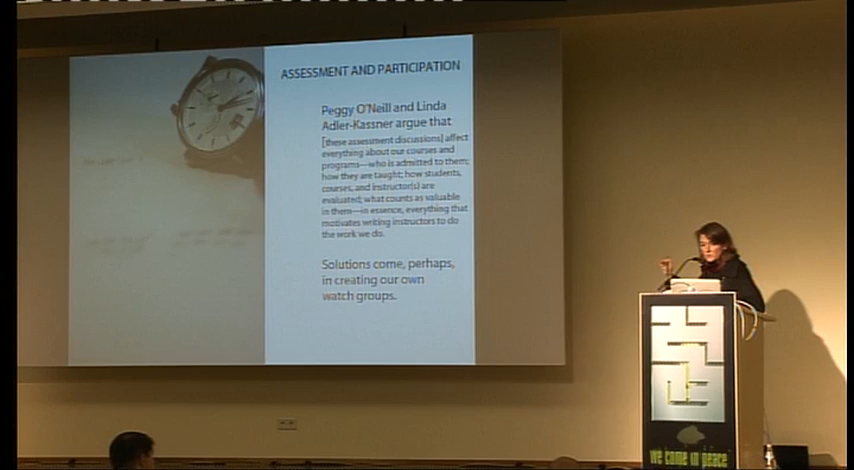 ASSESSMENT AND PARTICIPATION
Peggy O'Neill and Linda
Adler-Kassner argue that
[these assessment discussions] affect
everything about our courses and
programs—who is admitted to them;
how they are taught; how students,
courses, and instructor(s) are
evaluated; what counts as valuable
in them—in essence, everything that
motivates writing instructors to do
the work we do.
Solutions come, perhaps,
in creating our own
watch groups.
we come in peace